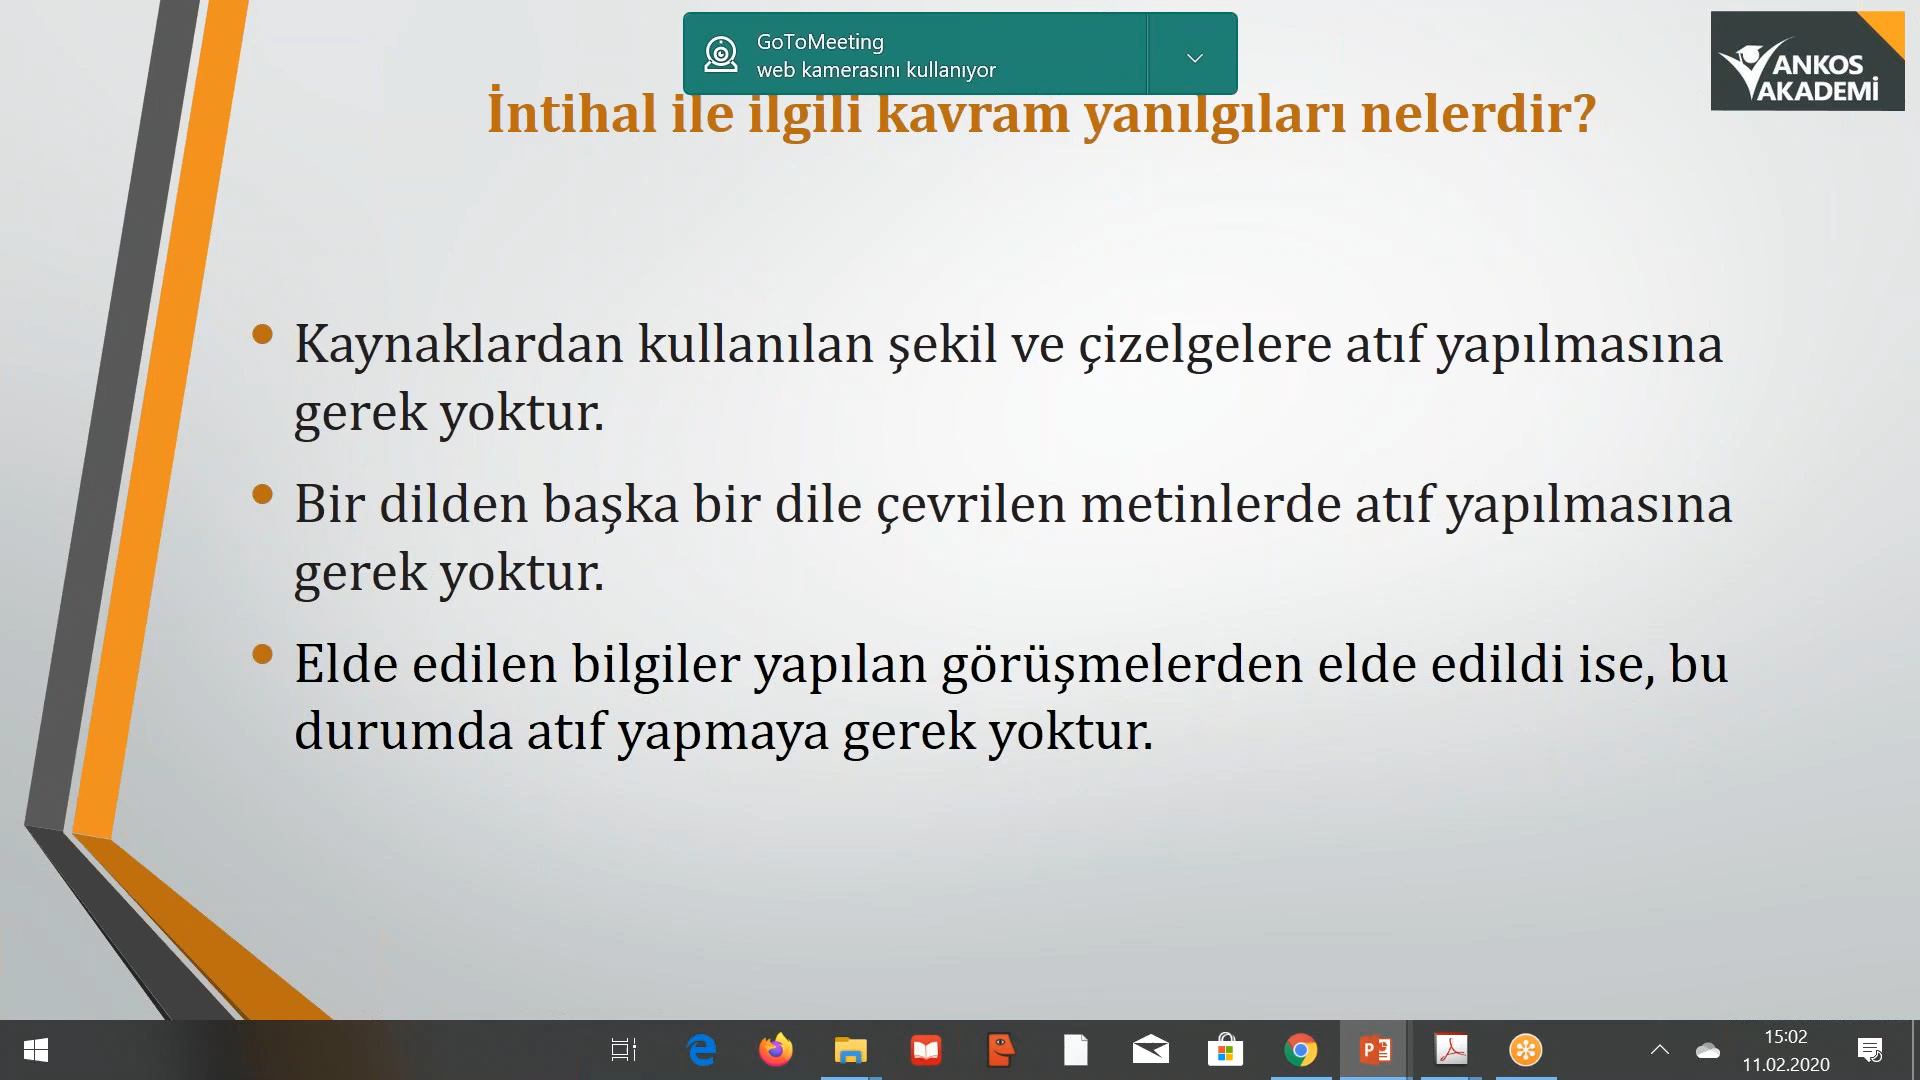 GoToMeeting
web kamerasını kullanıyor
ANKOS
AKADEMİ
İntihal ile ilgili kavram yanılgıları nelerdir?
• Kaynaklardan kullanılan şekil ve çizelgelere atıf yapılmasına
gerek yoktur.
• Bir dilden başka bir dile çevrilen metinlerde atıf yapılmasına
gerek yoktur.
• Elde edilen bilgiler yapılan görüşmelerden elde edildi ise, bu
durumda atıf yapmaya gerek yoktur.
15:02
11.02.2020